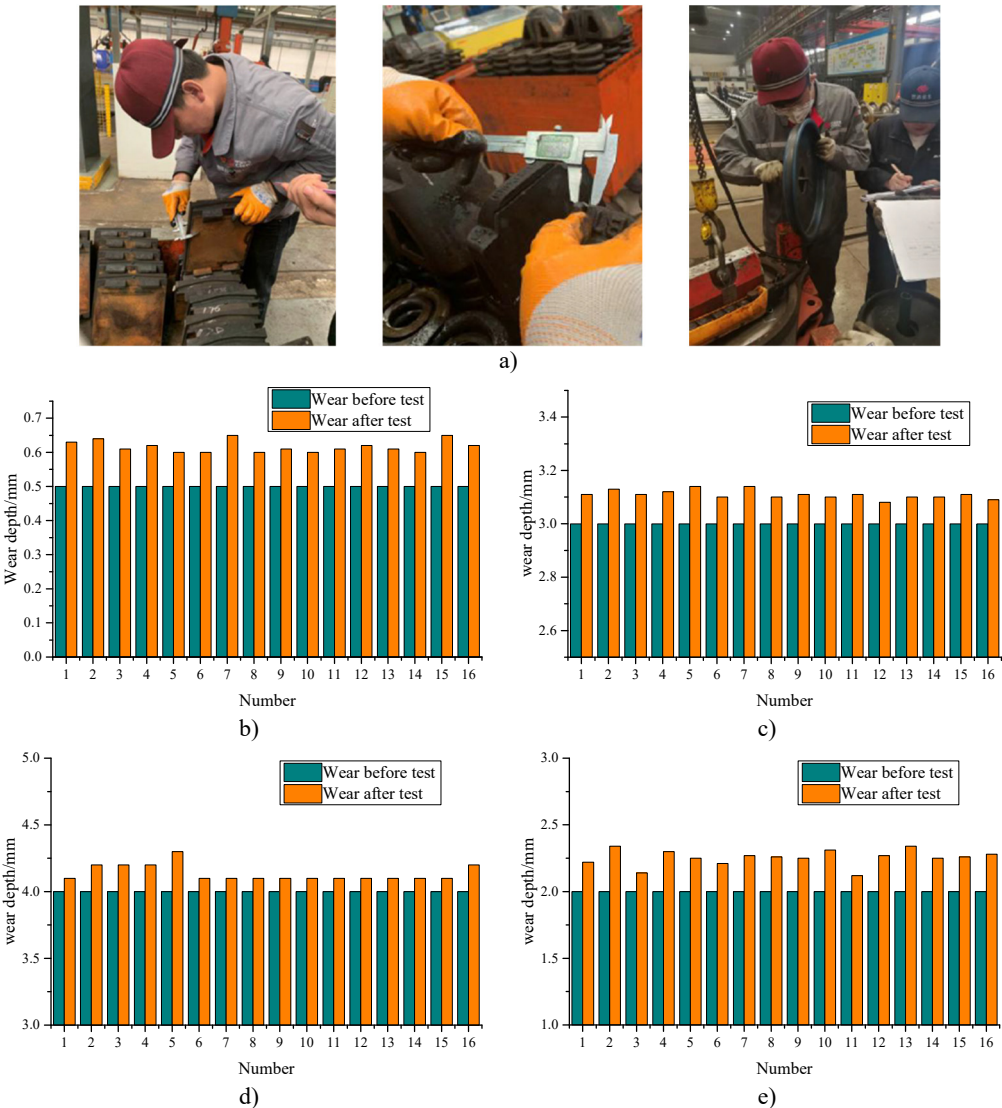 a)
Wear before test
Wear after test
0.7
0.6
0.5
0.4
0.3
0.2
0.1
0.0
Wear depth/mm
1 2 3 4 5 6 7 8 9 10 11 12 13 14 15 16
Number
b)
Wear before test
Wear after test
3.4
3.2
3.0
2.8
2.6
wear depth/mm
1 2 3 4 5 6 7 8 9 10 11 12 13 14 15 16
Number
c)
Wear before test
Wear after test
5.0
4.5
4.0
3.5
3.0
wear depth/mm
1 2 3 4 5 6 7 8 9 10 11 12 13 14 15 16
Number
d)
Wear before test
Wear after test
3.0
2.5
2.0
1.5
1.0
wear depth/mm
1 2 3 4 5 6 7 8 9 10 11 12 13 14 15 16
Number
e)